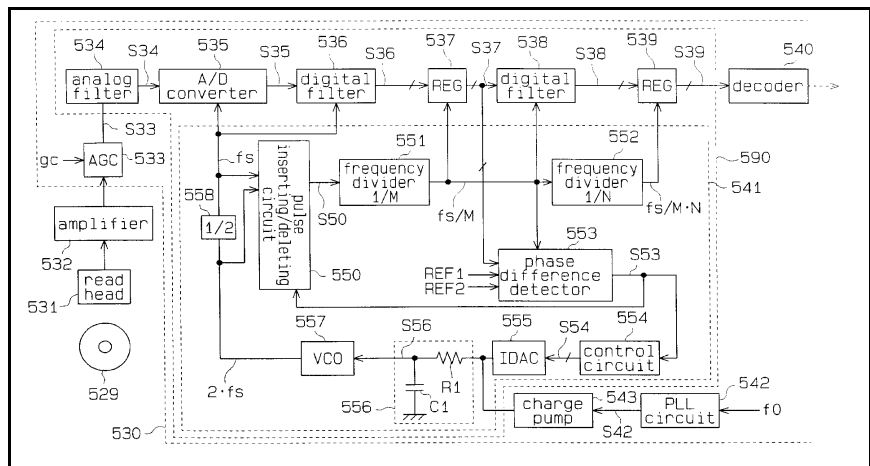 534 S34 535 S35 536 S36 537 S37 538 S38 539 S39 540
analog filter
A/D converter
digital filter
REG
digital filter
REG
decoder
S33
gc
AGC
533
fs
pulse inserting/deleting circuit
S50
551
frequency divider 1/M
fs/M
552
frequency divider 1/N
fs/M·N
590
541
558
1/2
550
amplifier
532
read head
531
529
530
REF1
REF2
553
phase difference detector
S53
557
VCO
2·fs
S56
R1
C1
556
555
IDAC
S54
554
control circuit
543
charge pump
S42
542
PLL circuit
f0